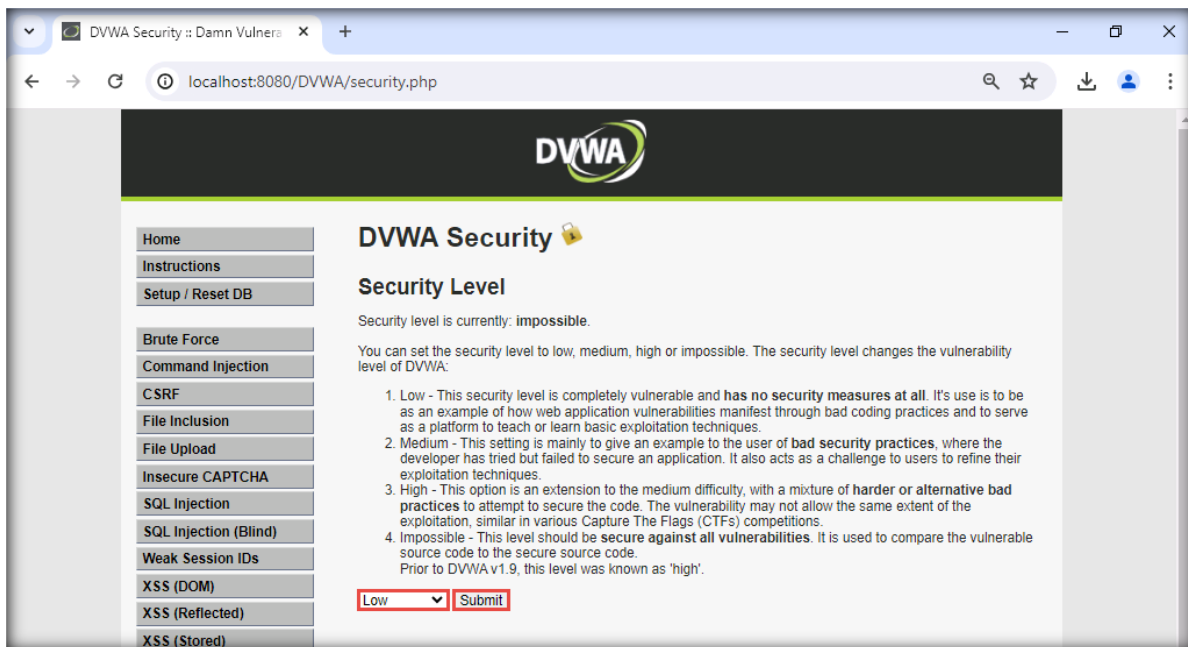 DVWA Security :: Damn Vulnera
localhost:8080/DVWA/security.php
DVWA
Home
Instructions
Setup / Reset DB
Brute Force
Command Injection
CSRF
File Inclusion
File Upload
Insecure CAPTCHA
SQL Injection
SQL Injection (Blind)
Weak Session IDs
XSS (DOM)
XSS (Reflected)
XSS (Stored)
DVWA Security
Security Level
Security level is currently: impossible.
You can set the security level to low, medium, high or impossible. The security level changes the vulnerability
level of DVWA:
1. Low - This security level is completely vulnerable and has no security measures at all. It's use is to be
as an example of how web application vulnerabilities manifest through bad coding practices and to serve
as a platform to teach or learn basic exploitation techniques.
2. Medium - This setting is mainly to give an example to the user of bad security practices, where the
developer has tried but failed to secure an application. It also acts as a challenge to users to refine their
exploitation techniques.
3. High - This option is an extension to the medium difficulty, with a mixture of harder or alternative bad
practices to attempt to secure the code. The vulnerability may not allow the same extent of the
exploitation, similar in various Capture The Flags (CTFs) competitions.
4. Impossible - This level should be secure against all vulnerabilities. It is used to compare the vulnerable
source code to the secure source code.
Prior to DVWA v1.9, this level was known as 'high'.
Low Submit